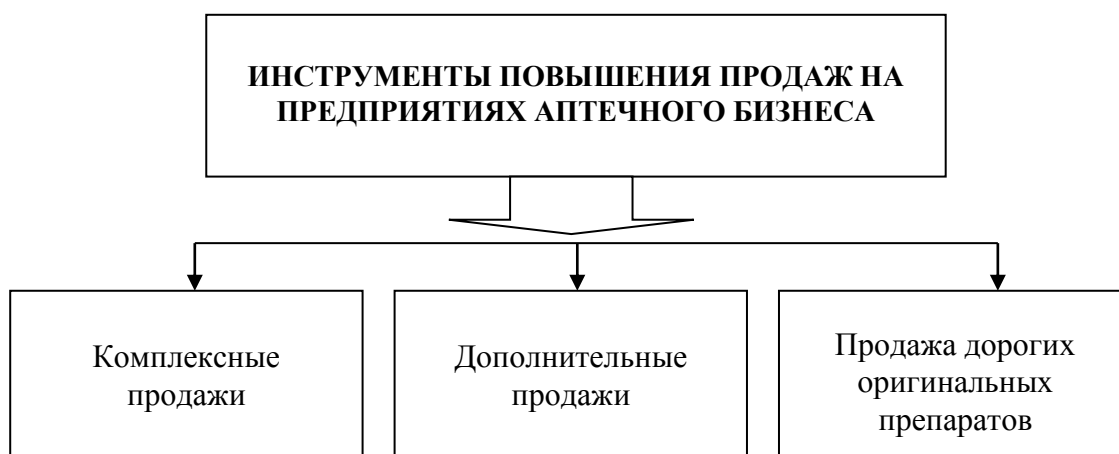 ИНСТРУМЕНТЫ ПОВЫШЕНИЯ ПРОДАЖ НА
ПРЕДПРИЯТИЯХ АПТЕЧНОГО БИЗНЕСА
Комплексные
продажи
Дополнительные
продажи
Продажа дорогих
оригинальных
препаратов